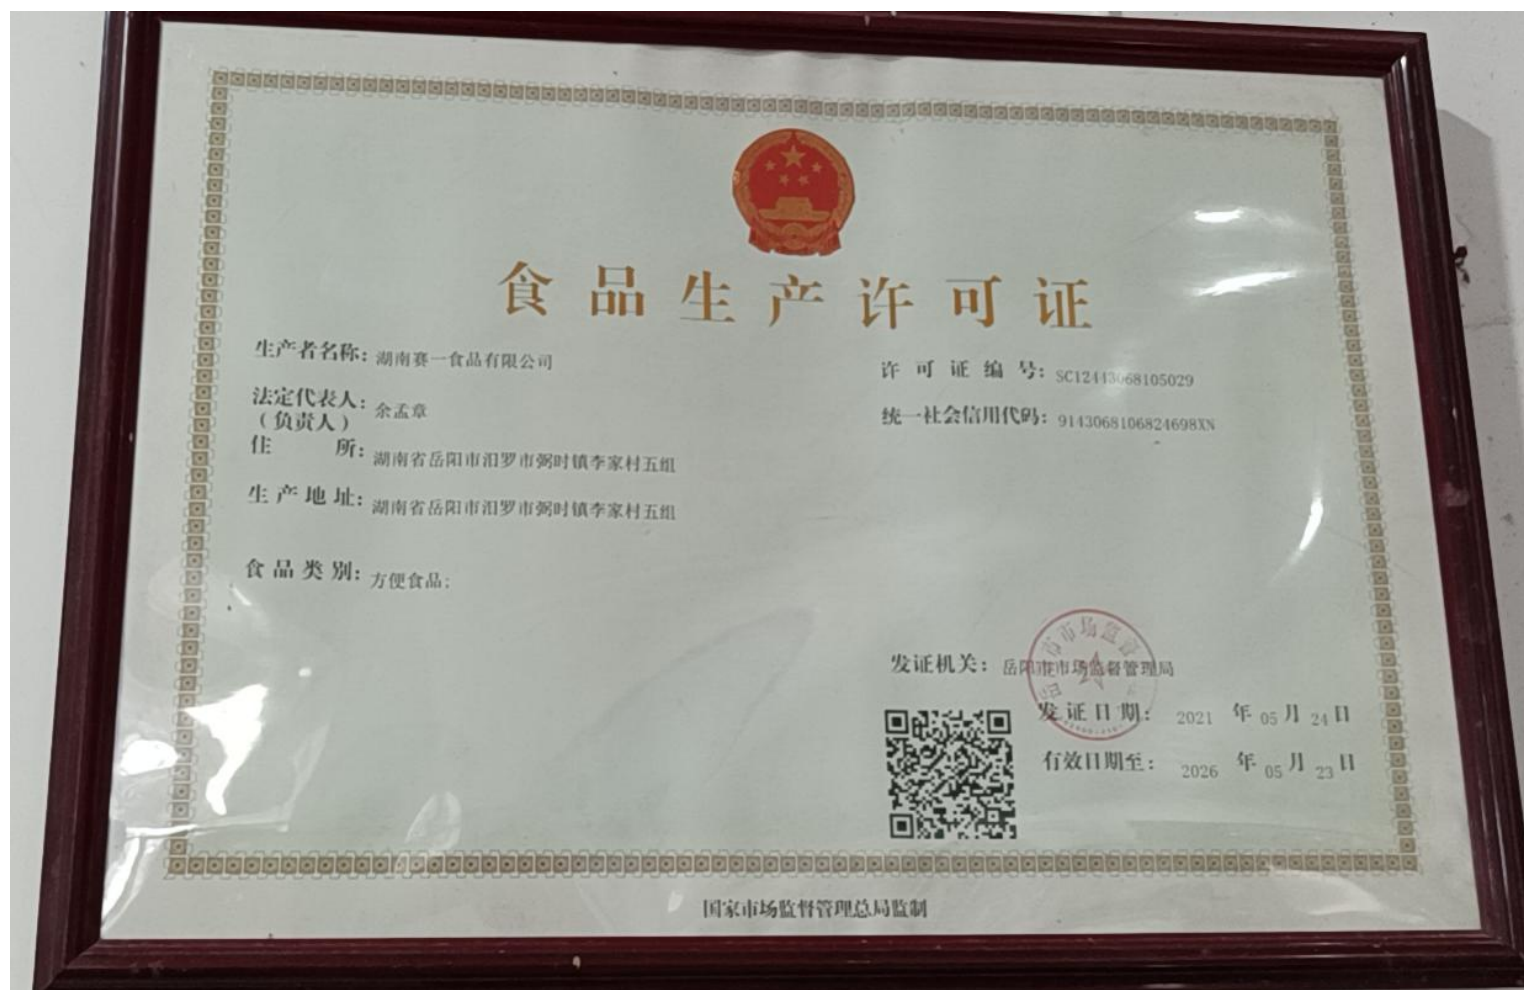 食品生产许可证
生产者名称：湖南赛一食品有限公司
许可证编号：SC12443068105029
法定代表人：余孟章
（负责人）
统一社会信用代码：9143068106824698XN
住所：湖南省岳阳市汨罗市弼时镇李家村五组
生产地址：湖南省岳阳市汨罗市弼时镇李家村五组
食品类别：方便食品；
发证机关：岳阳市市场监督管理局
发证日期：2021 年 05 月 24 日
有效日期至：2026 年 05 月 23 日
国家市场监督管理总局监制